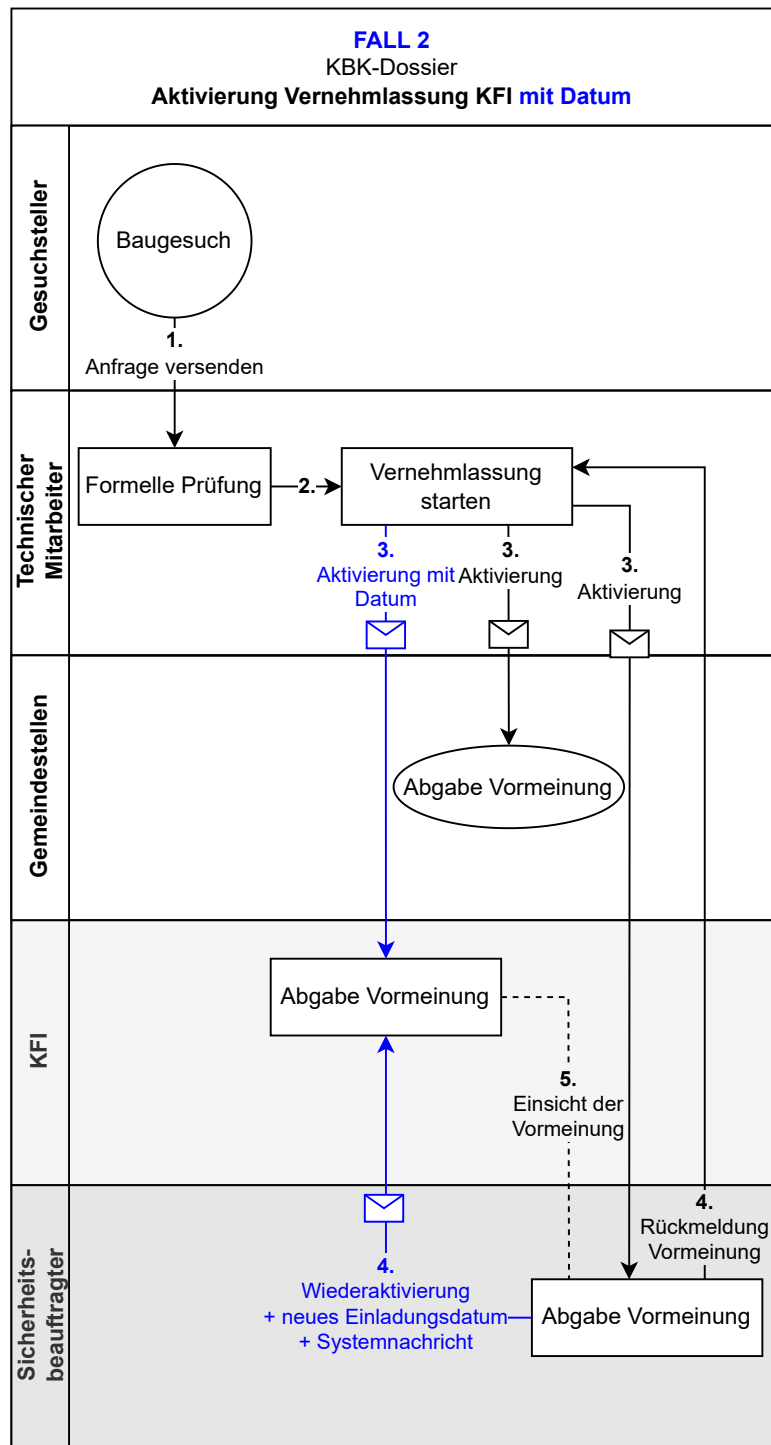 FALL 2
KBK-Dossier
Aktivierung Vernehmlassung KFI mit Datum
Gesuchsteller
Baugesuch
1.
Anfrage versenden
Technischer
Mitarbeiter
Formelle Prüfung
2.
Vernehmlassung
starten
3.
Aktivierung mit
Datum
3.
Aktivierung
3.
Aktivierung
Gemeindestellen
Abgabe Vormeinung
KFI
Abgabe Vormeinung
5.
Einsicht der
Vormeinung
Sicherheits-
beauftragter
4.
Wiederaktivierung
+ neues Einladungsdatum
+ Systemnachricht
4.
Rückmeldung
Vormeinung
Abgabe Vormeinung